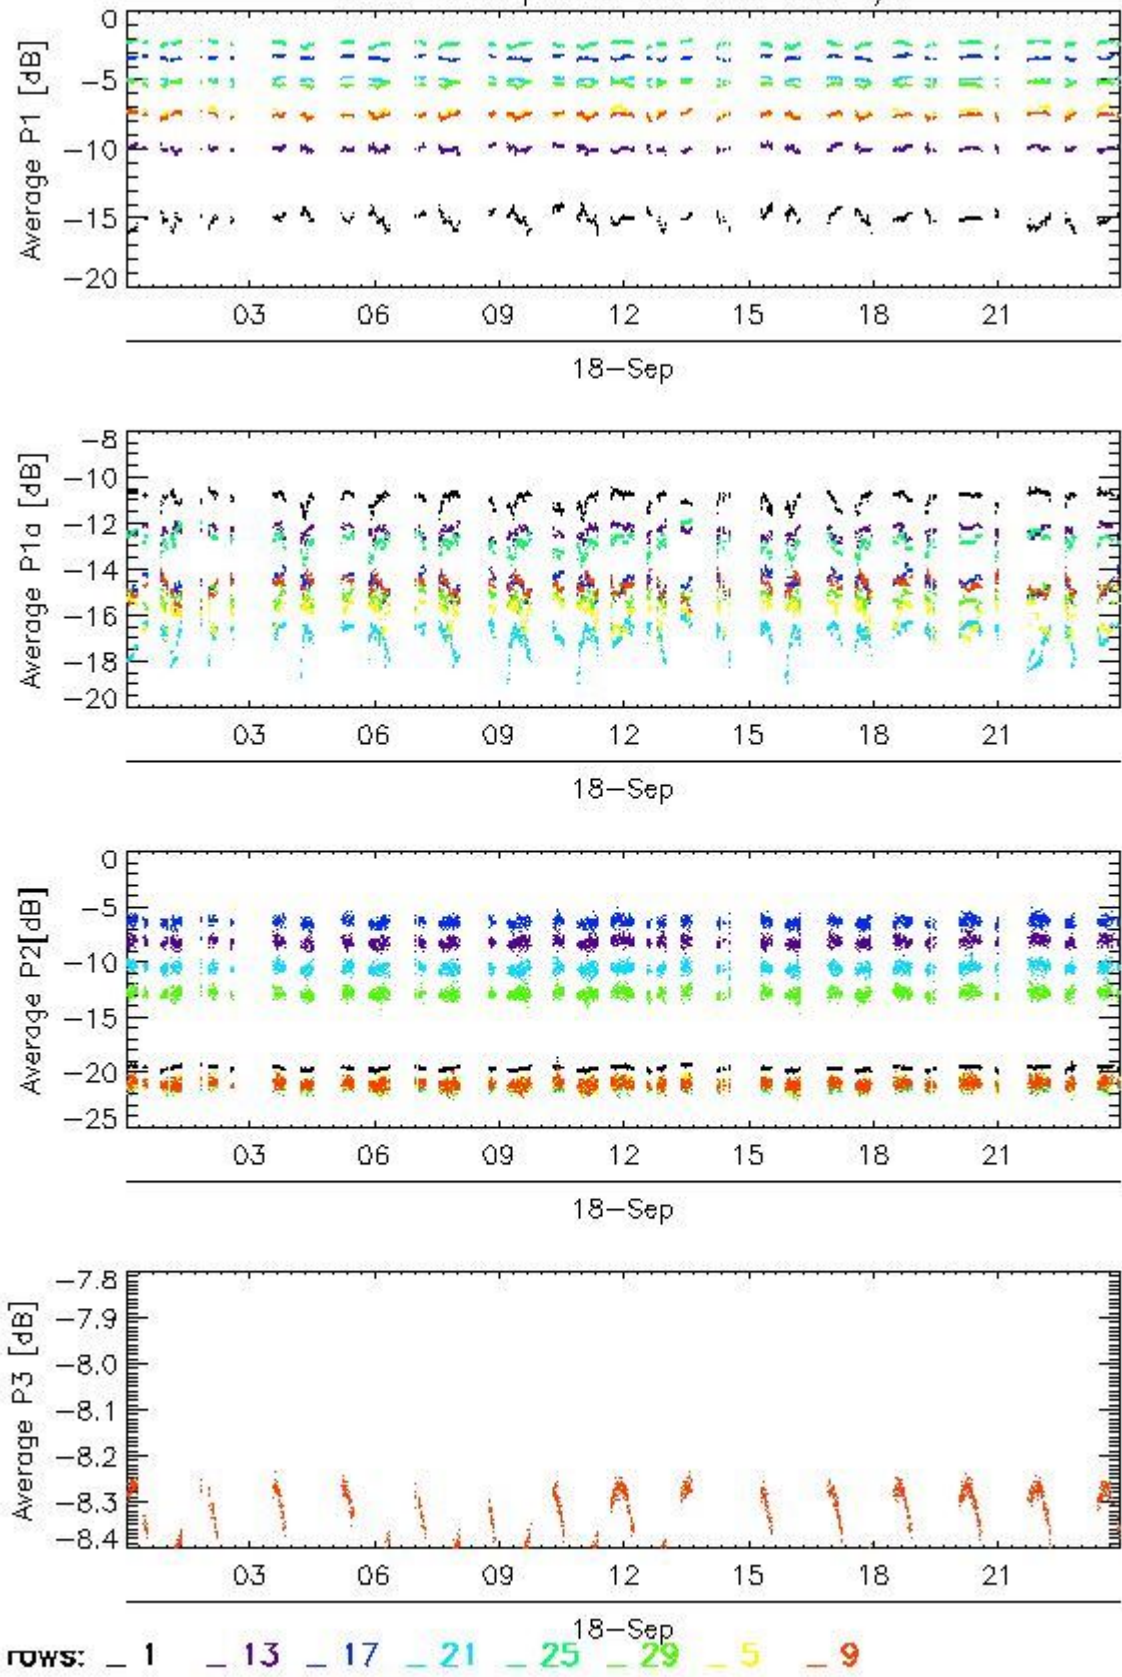 0
−5
−10
−15
−20
Average P1 [dB]
03 06 09 12 15 18 21
18−Sep
−8
−10
−12
−14
−16
−18
−20
Average P1a [dB]
03 06 09 12 15 18 21
18−Sep
0
−5
−10
−15
−20
−25
Average P2[dB]
03 06 09 12 15 18 21
18−Sep
−7.8
−7.9
−8.0
−8.1
−8.2
−8.3
−8.4
Average P3 [dB]
03 06 09 12 15 18 21
18−Sep
rows: _ 1 _ 13 _ 17 _ 21 _ 25 _ 29 _ 5 _ 9